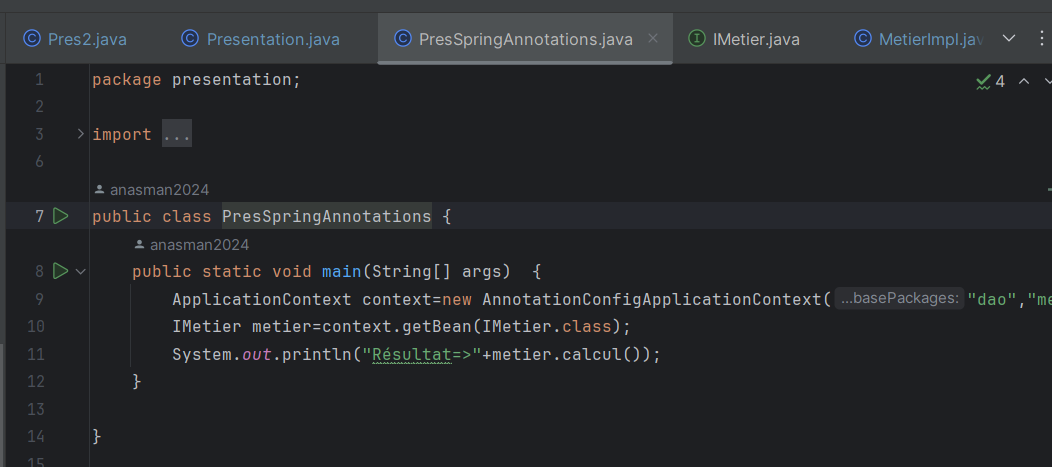 Pres2.java Presentation.java PresSpringAnnotations.java × IMetier.java MetierImpl.jav
1 package presentation;
4
2
3 import ...
6
anasman2024
7 public class PresSpringAnnotations {
anasman2024
8 public static void main(String[] args) {
9 ApplicationContext context=new AnnotationConfigApplicationContext( ...basePackages: "dao","me
10 IMetier metier=context.getBean(IMetier.class);
11 System.out.println("Résultat=>"+metier.calcul());
12 }
13
14 }
15